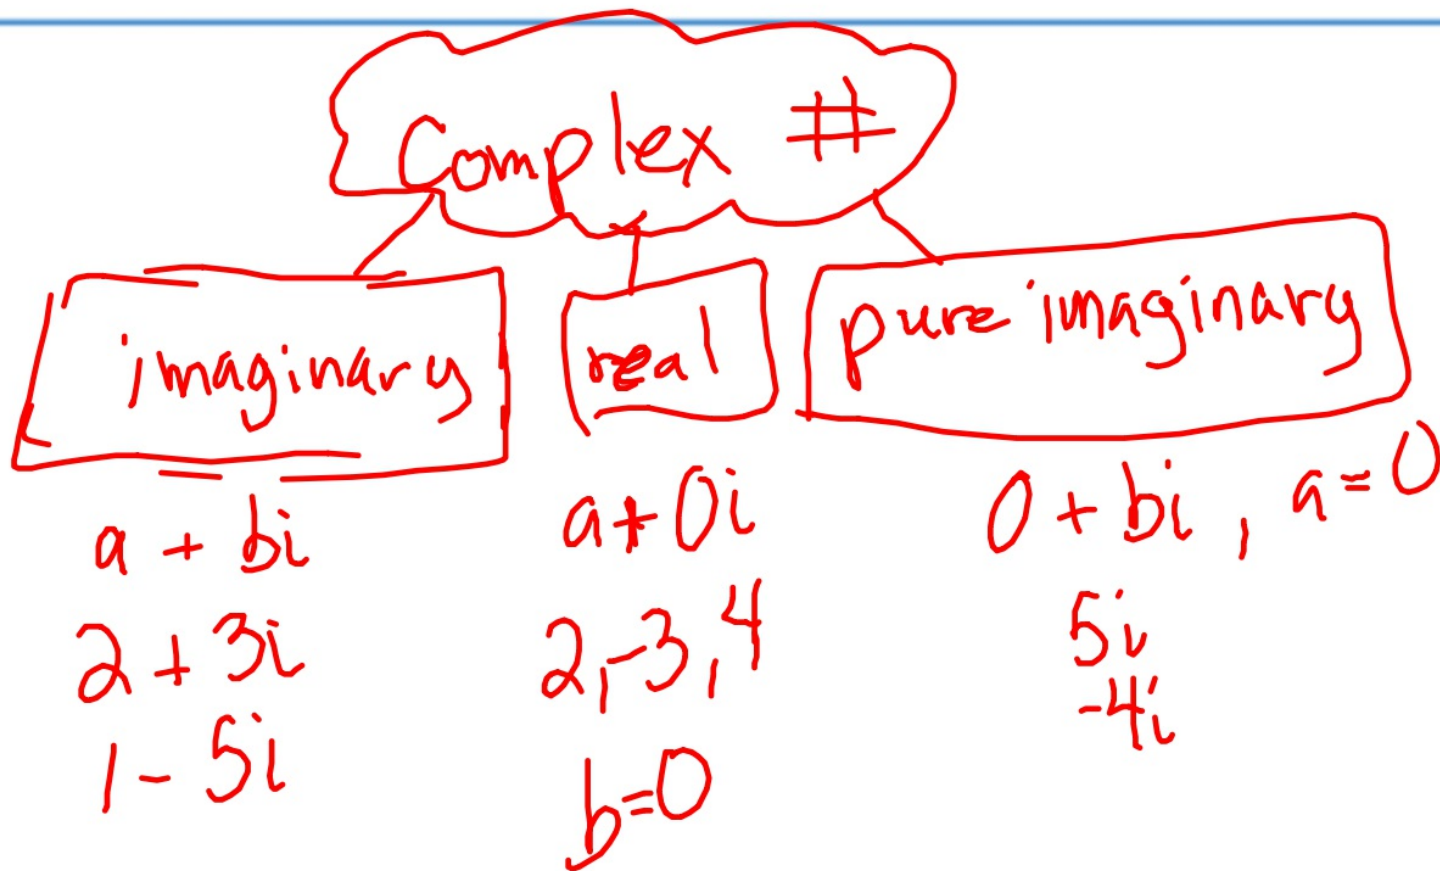 Complex #
imaginary
real
pure imaginary
a + bi
2 + 3i
1 - 5i
a + 0i
2, -3, 4
b=0
0 + bi , a=0
5i
-4i